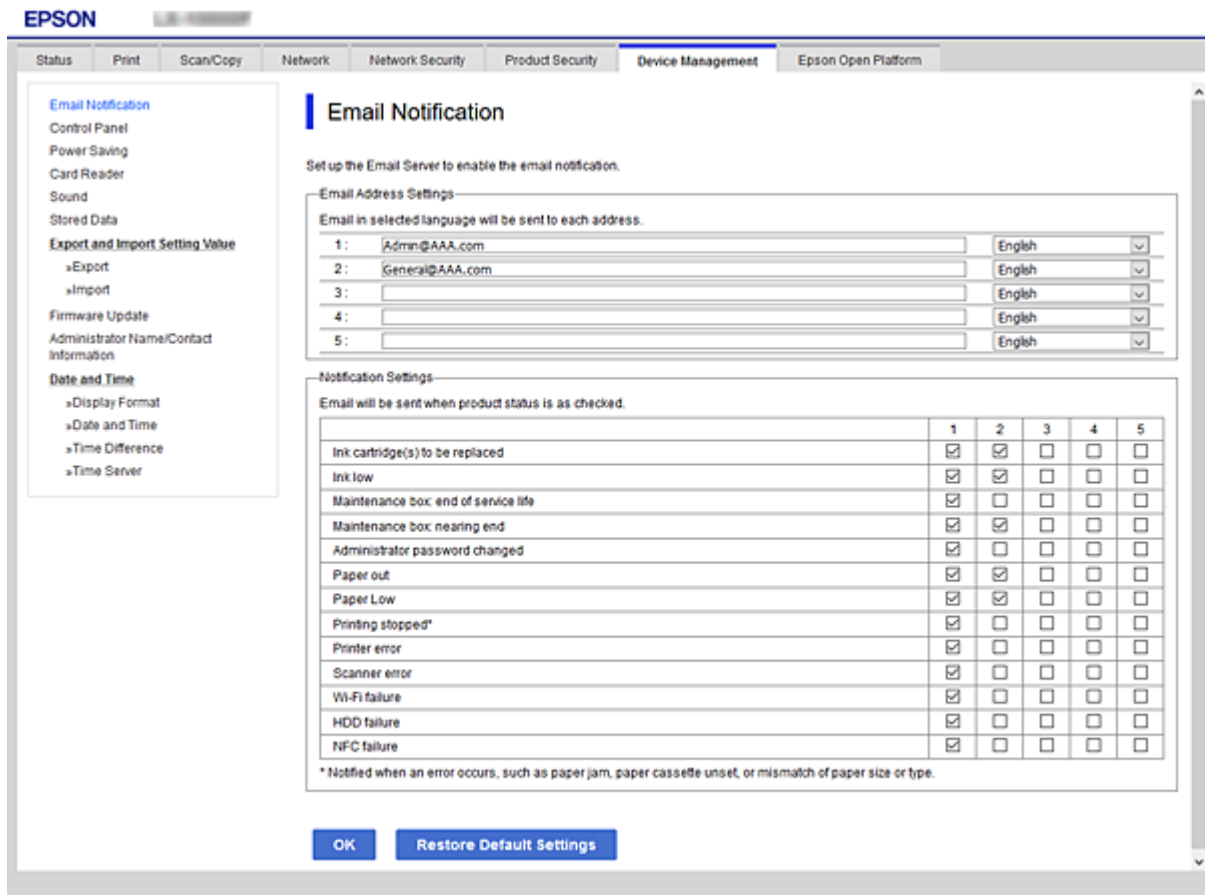 EPSON
Status Print Scan/Copy Network Network Security Product Security Device Management Epson Open Platform
Email Notification
Control Panel
Power Saving
Card Reader
Sound
Stored Data
Export and Import Setting Value
»Export
»Import
Firmware Update
Administrator Name/Contact
Information
Date and Time
»Display Format
»Date and Time
»Time Difference
»Time Server
Email Notification
Set up the Email Server to enable the email notification.
Email Address Settings
Email in selected language will be sent to each address.
1 : Admin@AAA.com English
2 : General@AAA.com English
3 : English
4 : English
5 : English
Notification Settings
Email will be sent when product status is as checked.
1 2 3 4 5
Ink cartridge(s) to be replaced
Ink low
Maintenance box: end of service life
Maintenance box: nearing end
Administrator password changed
Paper out
Paper Low
Printing stopped*
Printer error
Scanner error
Wi-Fi failure
HDD failure
NFC failure
* Notified when an error occurs, such as paper jam, paper cassette unset, or mismatch of paper size or type.
OK Restore Default Settings